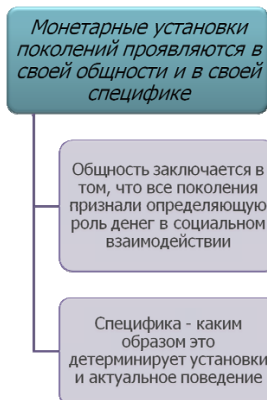 Монетарные установки
поколений проявляются в
своей общности и в своей
специфике
Общность заключается в
том, что все поколения
признали определяющую
роль денег в социальном
взаимодействии
Специфика - каким
образом это
детерминирует установки
и актуальное поведение